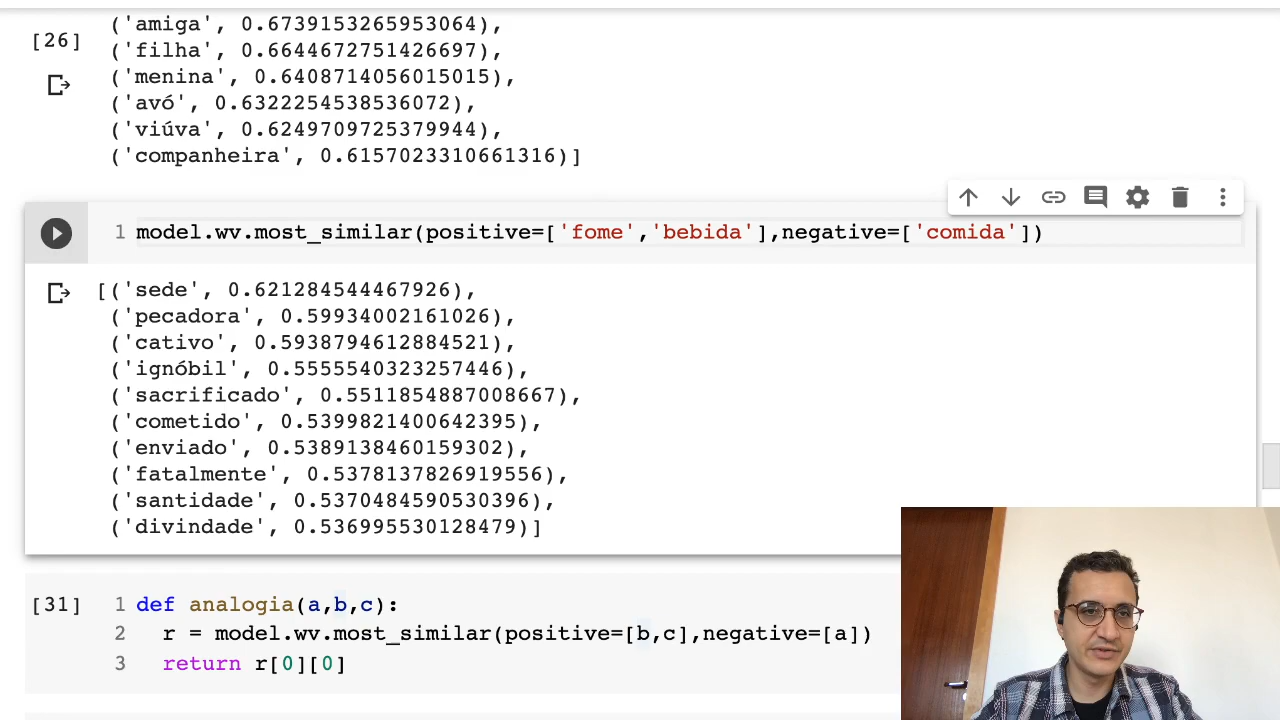 ('amiga', 0.6739153265953064),
[26]
('filha', 0.6644672751426697),
('menina', 0.6408714056015015),
('avó', 0.6322254538536072),
('viúva', 0.6249709725379944),
('companheira', 0.6157023310661316)]
1 model.wv.most_similar(positive=['fome','bebida'],negative=['comida'])
[('sede', 0.621284544467926),
('pecadora', 0.59934002161026),
('cativo', 0.5938794612884521),
('ignóbil', 0.5555540323257446),
('sacrificado', 0.5511854887008667),
('cometido', 0.5399821400642395),
('enviado', 0.5389138460159302),
('fatalmente', 0.5378137826919556),
('santidade', 0.5370484590530396),
('divindade', 0.536995530128479)]
[31] 1 def analogia(a,b,c):
2 r = model.wv.most_similar(positive=[b,c],negative=[a])
3 return r[0][0]